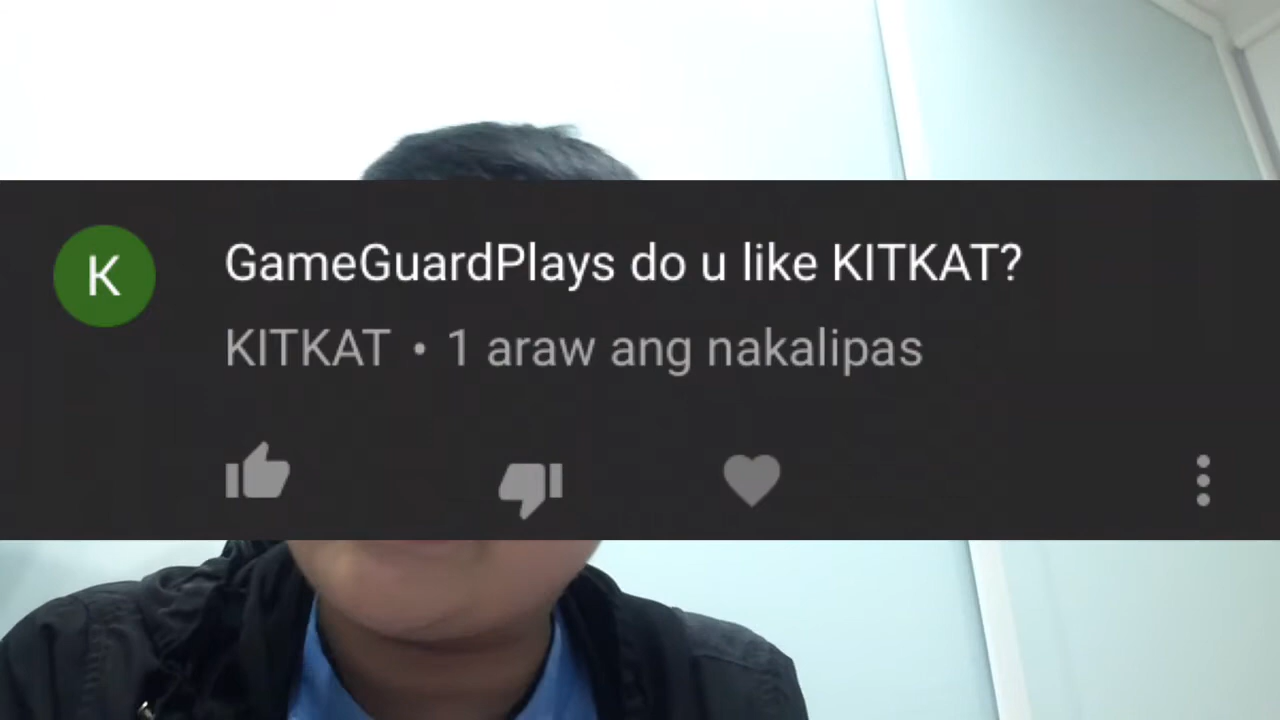 K
GameGuardPlays do u like KITKAT?
KITKAT • 1 araw ang nakalipas